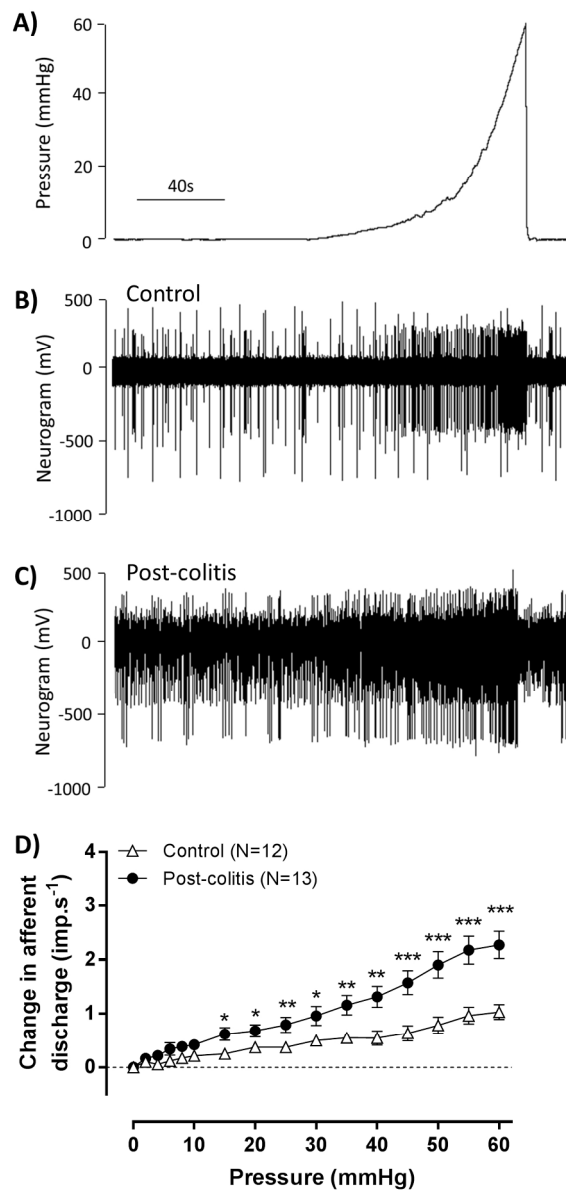 A)
Pressure (mmHg)
60
40
20
0
40s
B)
Control
Neurogram (mV)
500
0
-500
-1000
C)
Post-colitis
Neurogram (mV)
500
0
-500
-1000
D)
Change in afferent
discharge (imp.s⁻¹)
4
3
2
1
0
Control (N=12)
Post-colitis (N=13)
* * ** * ** ** *** *** *** ***
0 10 20 30 40 50 60
Pressure (mmHg)